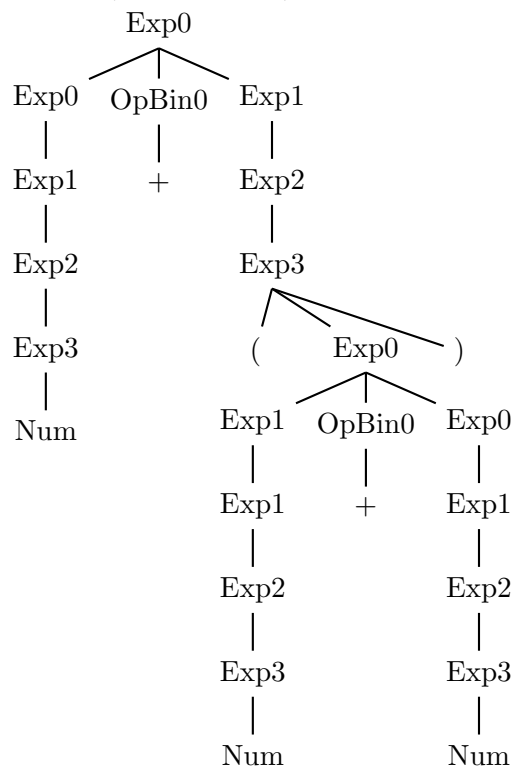 Exp0
Exp0 OpBin0 Exp1
Exp1 + Exp2
Exp2 Exp3
Exp3 ( Exp0 )
Num Exp1 OpBin0 Exp0
Exp1 + Exp1
Exp2 Exp2
Exp3 Exp3
Num Num